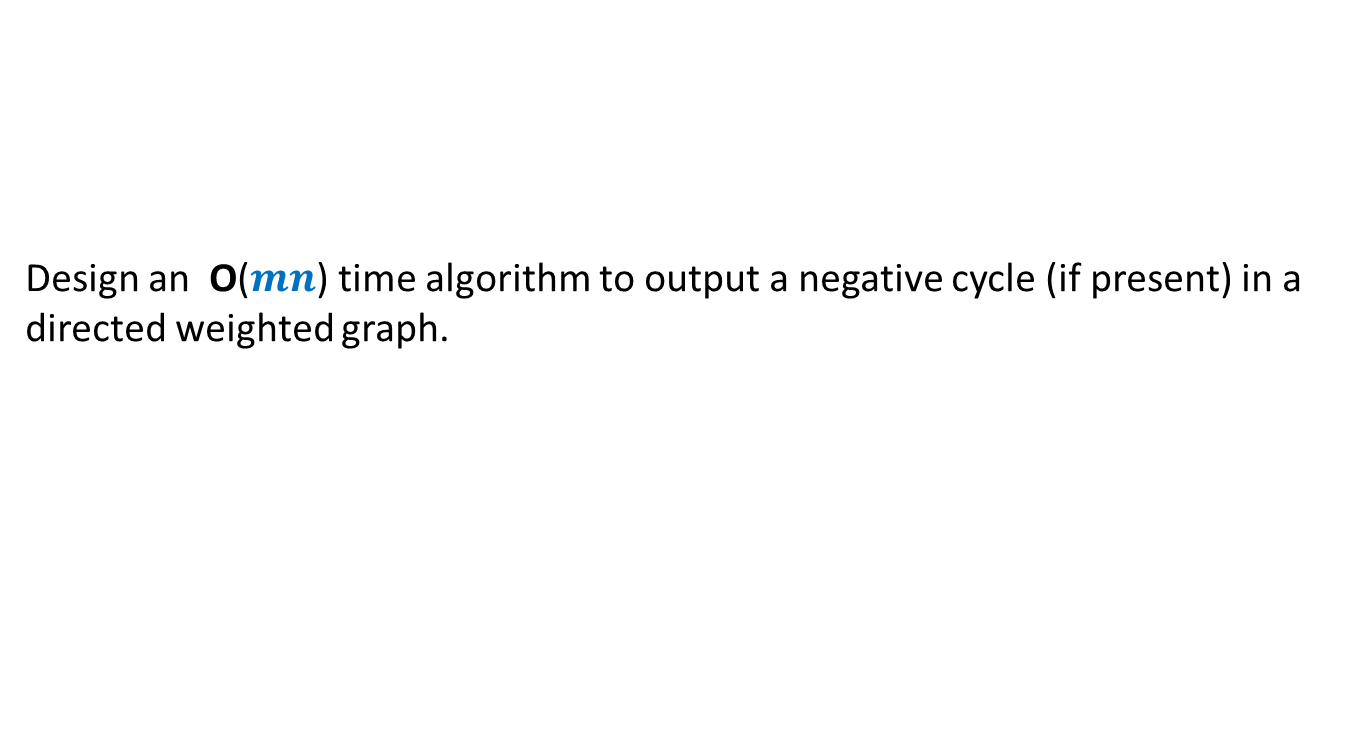 Design an O(mn) time algorithm to output a negative cycle (if present) in a
directed weighted graph.